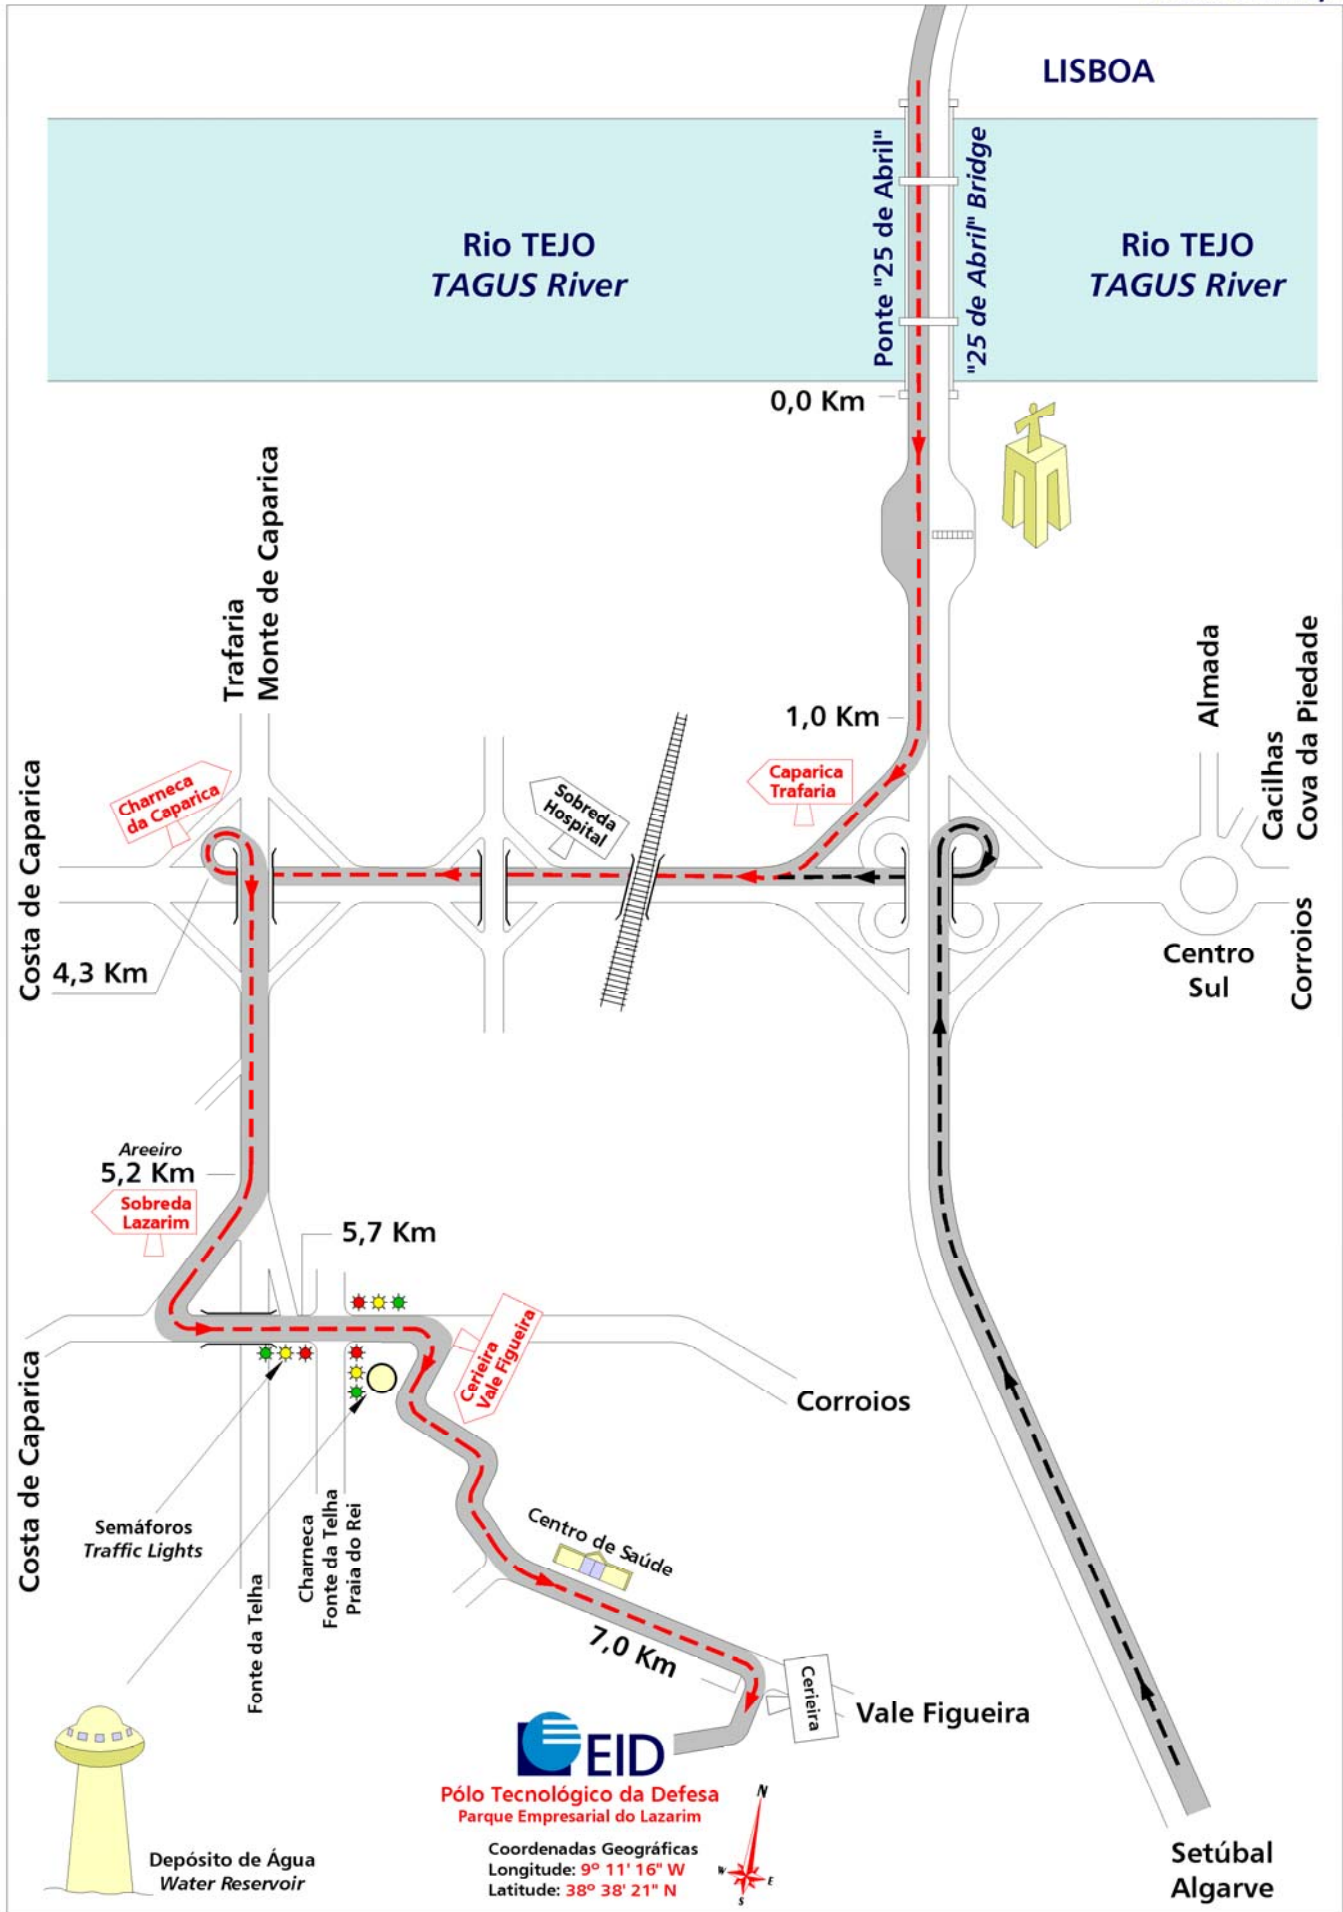 LISBOA
Ponte "25 de Abril"
"25 de Abril" Bridge
Rio TEJO
TAGUS River
Rio TEJO
TAGUS River
0,0 Km
Trafaria
Monte de Caparica
Almada
Cacilhas
Cova da Piedade
1,0 Km
Caparica
Trafaria
Charneca
da Caparica
Sobreda
Hospital
Costa de Caparica
4,3 Km
Centro
Sul
Corroios
Areeiro
5,2 Km
Sobreda
Lazarim
5,7 Km
Cerieira
Vale Figueira
Corroios
Costa de Caparica
Semáforos
Traffic Lights
Fonte da Telha
Charneca
Fonte da Telha
Praia do Rei
Centro de Saúde
7,0 Km
Cerieira
Vale Figueira
EID
Pólo Tecnológico da Defesa
Parque Empresarial do Lazarim
Coordenadas Geográficas
Longitude: 9º 11' 16" W
Latitude: 38º 38' 21" N
N
W
E
S
Depósito de Água
Water Reservoir
Setúbal
Algarve